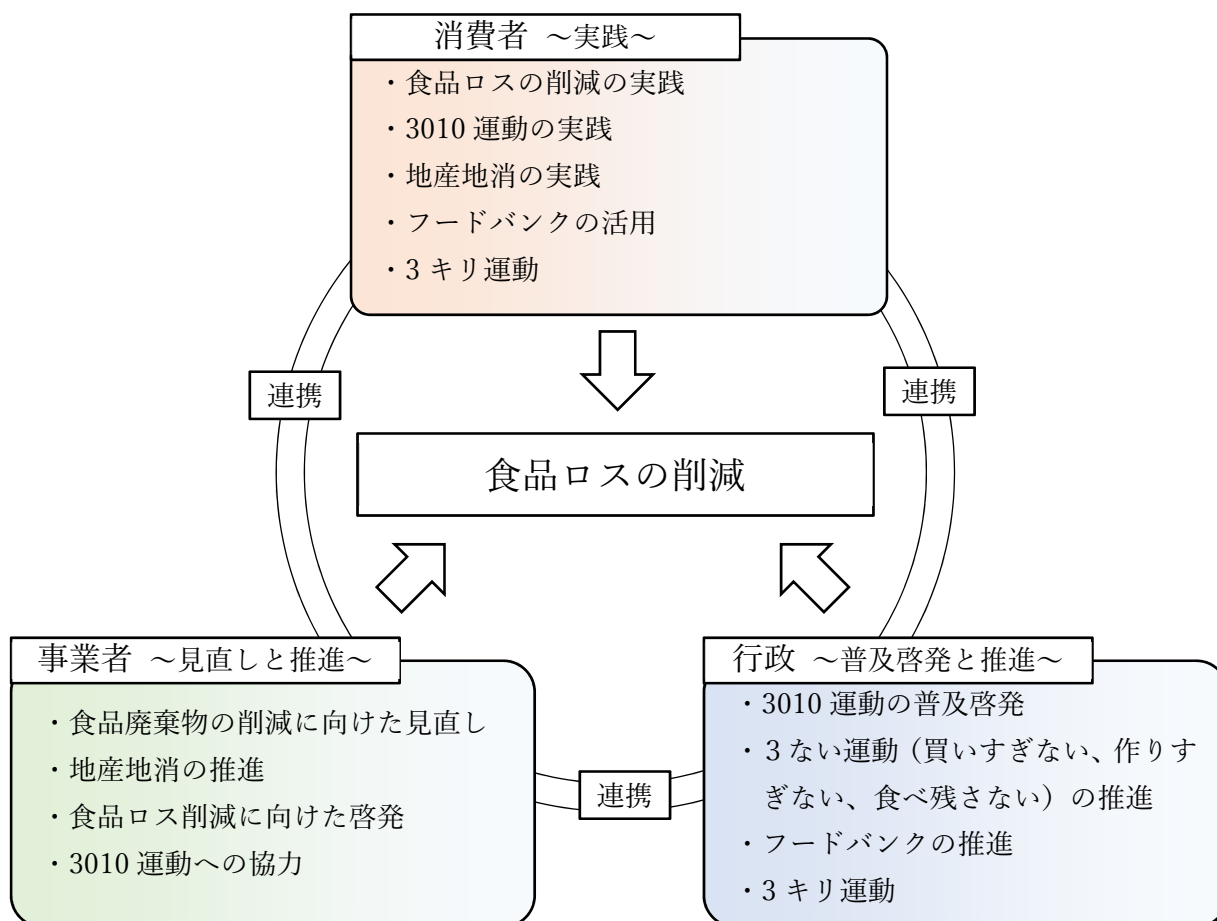 消費者 ～実践～
・食品ロスの削減の実践
・3010 運動の実践
・地産地消の実践
・フードバンクの活用
・3 キリ運動
連携
連携
食品ロスの削減
事業者 ～見直しと推進～
・食品廃棄物の削減に向けた見直し
・地産地消の推進
・食品ロス削減に向けた啓発
・3010 運動への協力
連携
行政 ～普及啓発と推進～
・3010 運動の普及啓発
・３ない運動（買いすぎない、作りす
ぎない、食べ残さない）の推進
・フードバンクの推進
・3 キリ運動